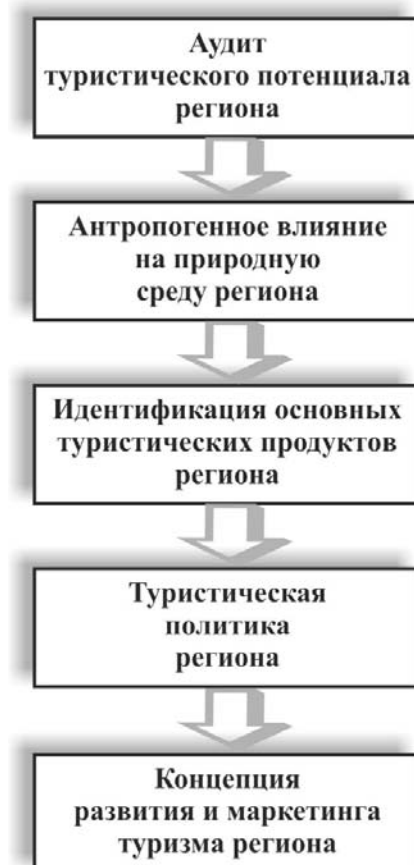 Аудит
туристического потенциала
региона
Антропогенное влияние
на природную
среду региона
Идентификация основных
туристических продуктов
региона
Туристическая
политика
региона
Концепция
развития и маркетинга
туризма региона